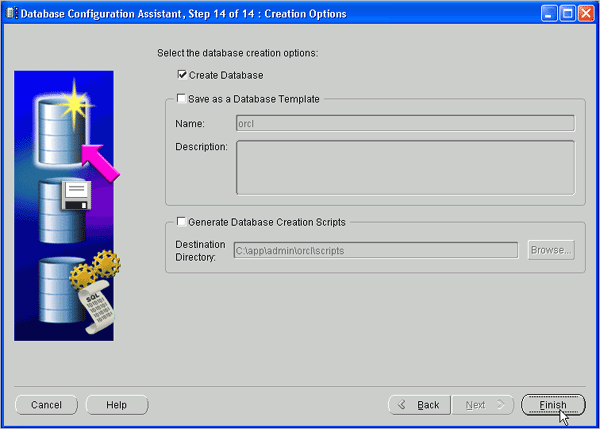 Database Configuration Assistant, Step 14 of 14 : Creation Options
Select the database creation options:
Create Database
Save as a Database Template
Name:
orcl
Description:
Generate Database Creation Scripts
Destination
Directory:
C:\app\admin\orcl\scripts
Browse...
SQL
Cancel
Help
Back
Next
Finish